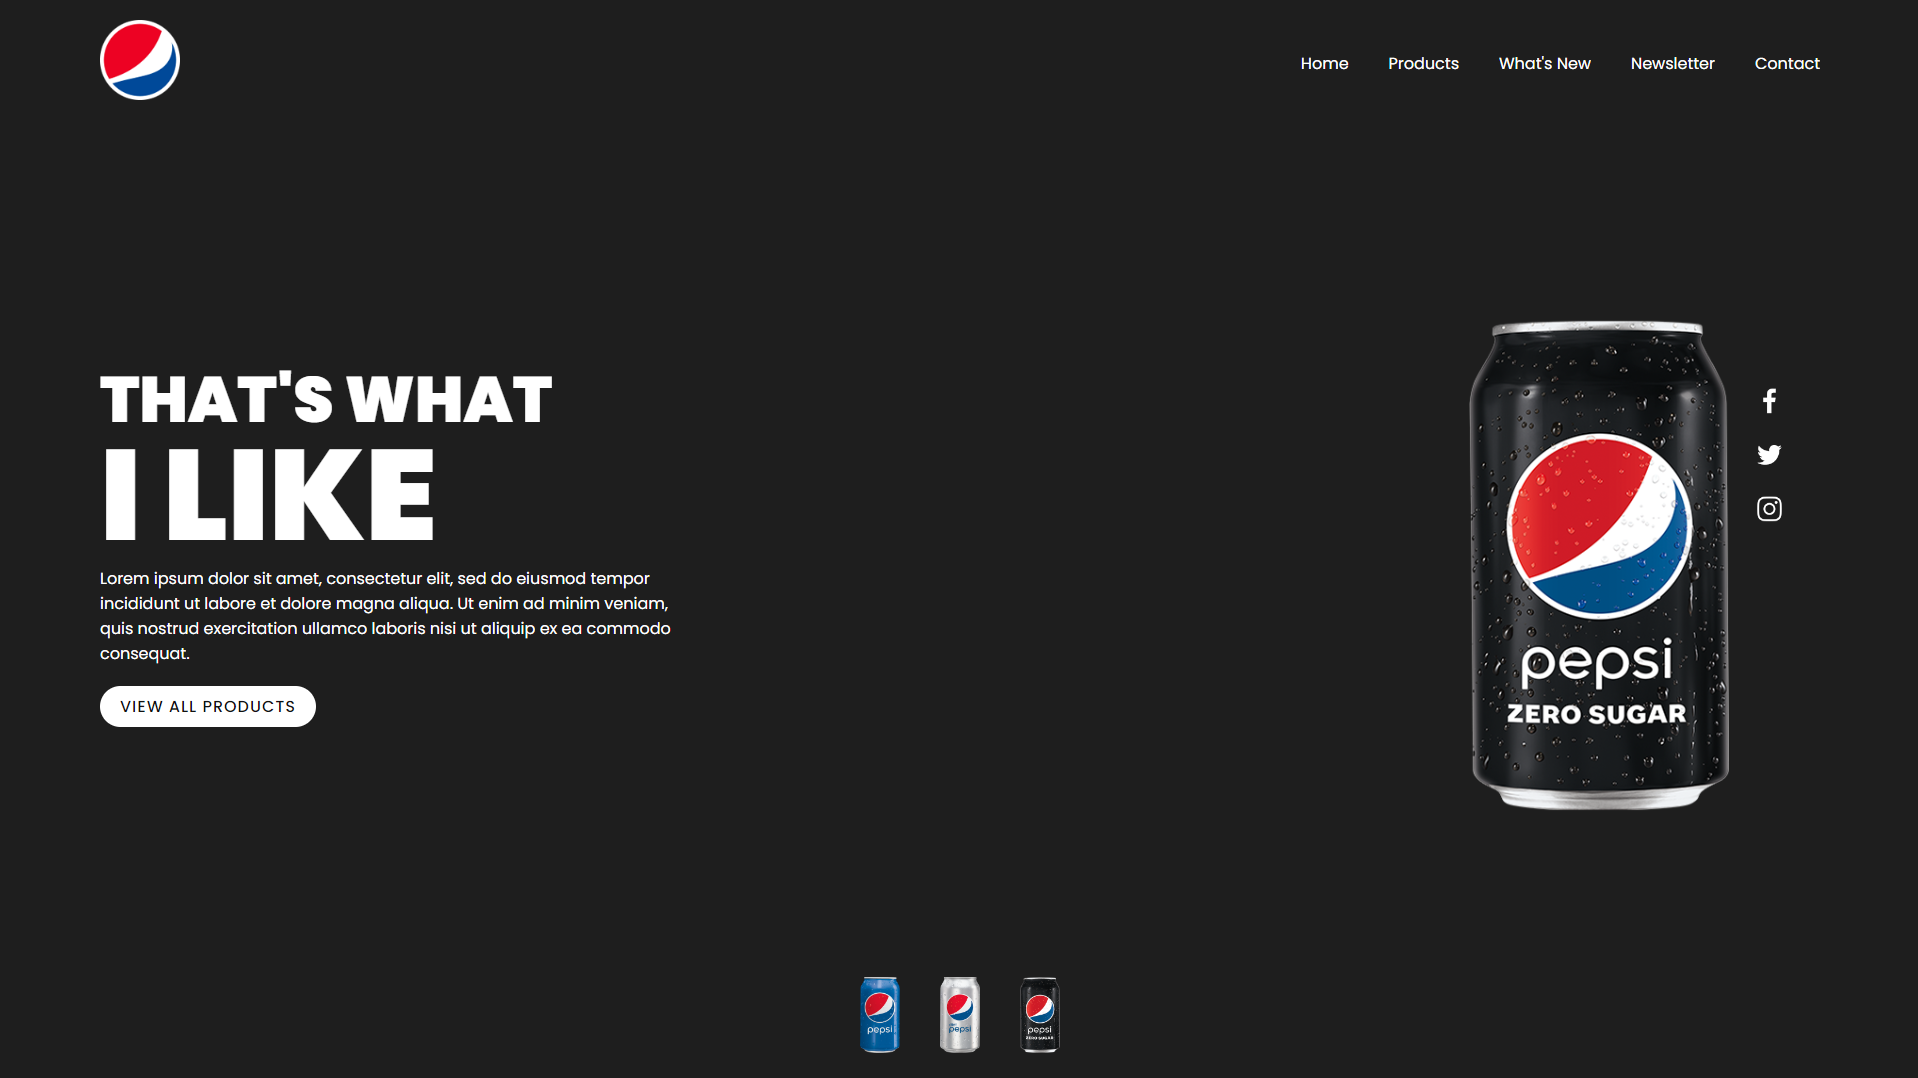 Home
Products
What's New
Newsletter
Contact
THAT'S WHAT
I LIKE
Lorem ipsum dolor sit amet, consectetur elit, sed do eiusmod tempor
incididunt ut labore et dolore magna aliqua. Ut enim ad minim veniam,
quis nostrud exercitation ullamco laboris nisi ut aliquip ex ea commodo
consequat.
VIEW ALL PRODUCTS
pepsi
ZERO SUGAR
pepsi
pepsi
pepsi
ZERO SUGAR